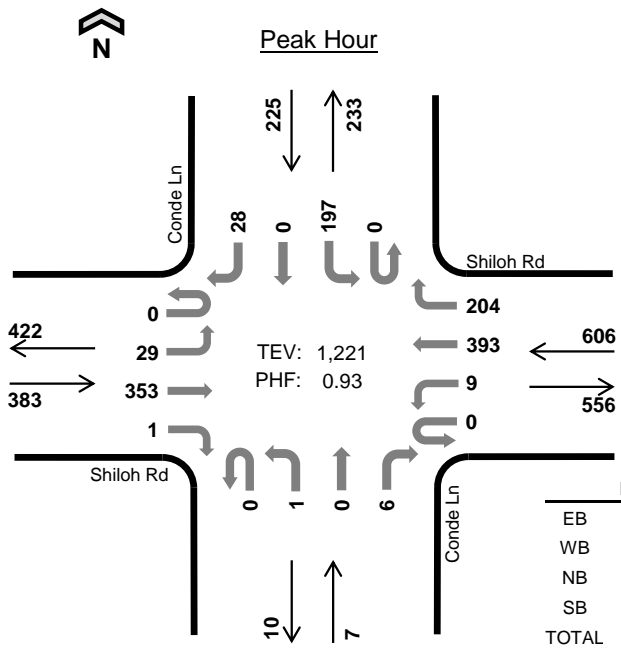 N
Peak Hour
225
233
Conde Ln
28
0
197
0
Shiloh Rd
0
204
422
29
TEV: 1,221
393
606
383
353
PHF: 0.93
9
556
1
0
Shiloh Rd
0
1
0
6
Conde Ln
EB
WB
NB
SB
TOTAL
10
7